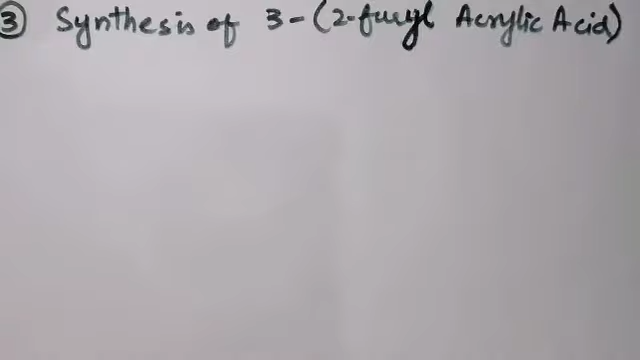 ③ Synthesis of 3-(2-furyl Acrylic Acid)